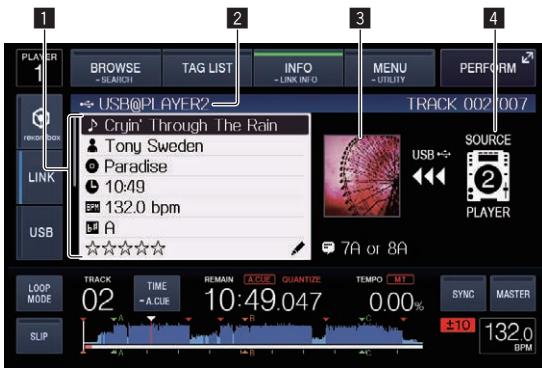 1 2 3 4
PLAYER 1
BROWSE
- SEARCH
TAG LIST
INFO
- LINK INFO
MENU
- UTILITY
PERFORM
USB@PLAYER2
TRACK 002/007
rekordbox
LINK
USB
Cryin' Through The Rain
Tony Sweden
Paradise
10:49
BPM 132.0 bpm
A
USB
SOURCE
2
PLAYER
7A or 8A
LOOP
MODE
TRACK
02
TIME
- A.CUE
REMAIN A.CUE QUANTIZE
10:49.047
TEMPO MT
0.00%
SYNC
MASTER
SLIP
A B C
A B C
±10
132.0
BPM